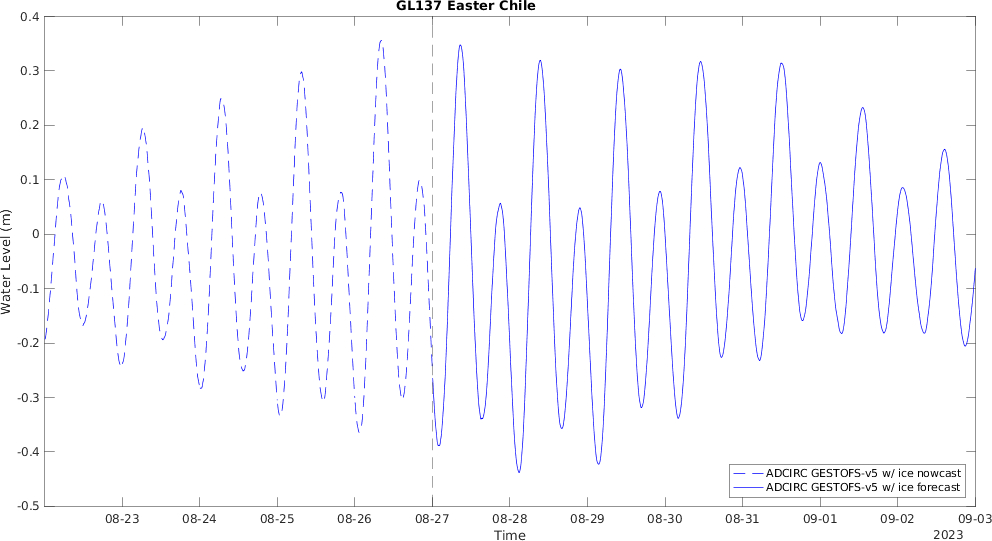 GL137 Easter Chile
0.4
0.3
0.2
0.1
0
-0.1
-0.2
-0.3
-0.4
-0.5
Water Level (m)
ADCIRC GESTOFS-v5 w/ ice nowcast
ADCIRC GESTOFS-v5 w/ ice forecast
08-23 08-24 08-25 08-26 08-27 08-28 08-29 08-30 08-31 09-01 09-02 09-03
Time
2023